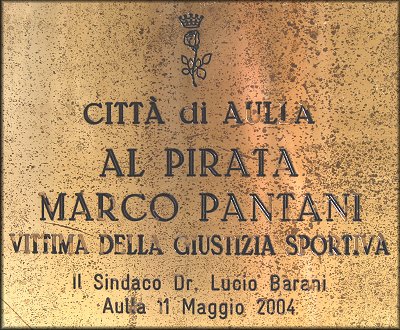 CITTÀ di AULLA
AL PIRATA
MARCO PANTANI
VITTIMA DELLA GIUSTIZIA SPORTIVA
Il Sindaco Dr. Lucio Barani
Aulla 11 Maggio 2004